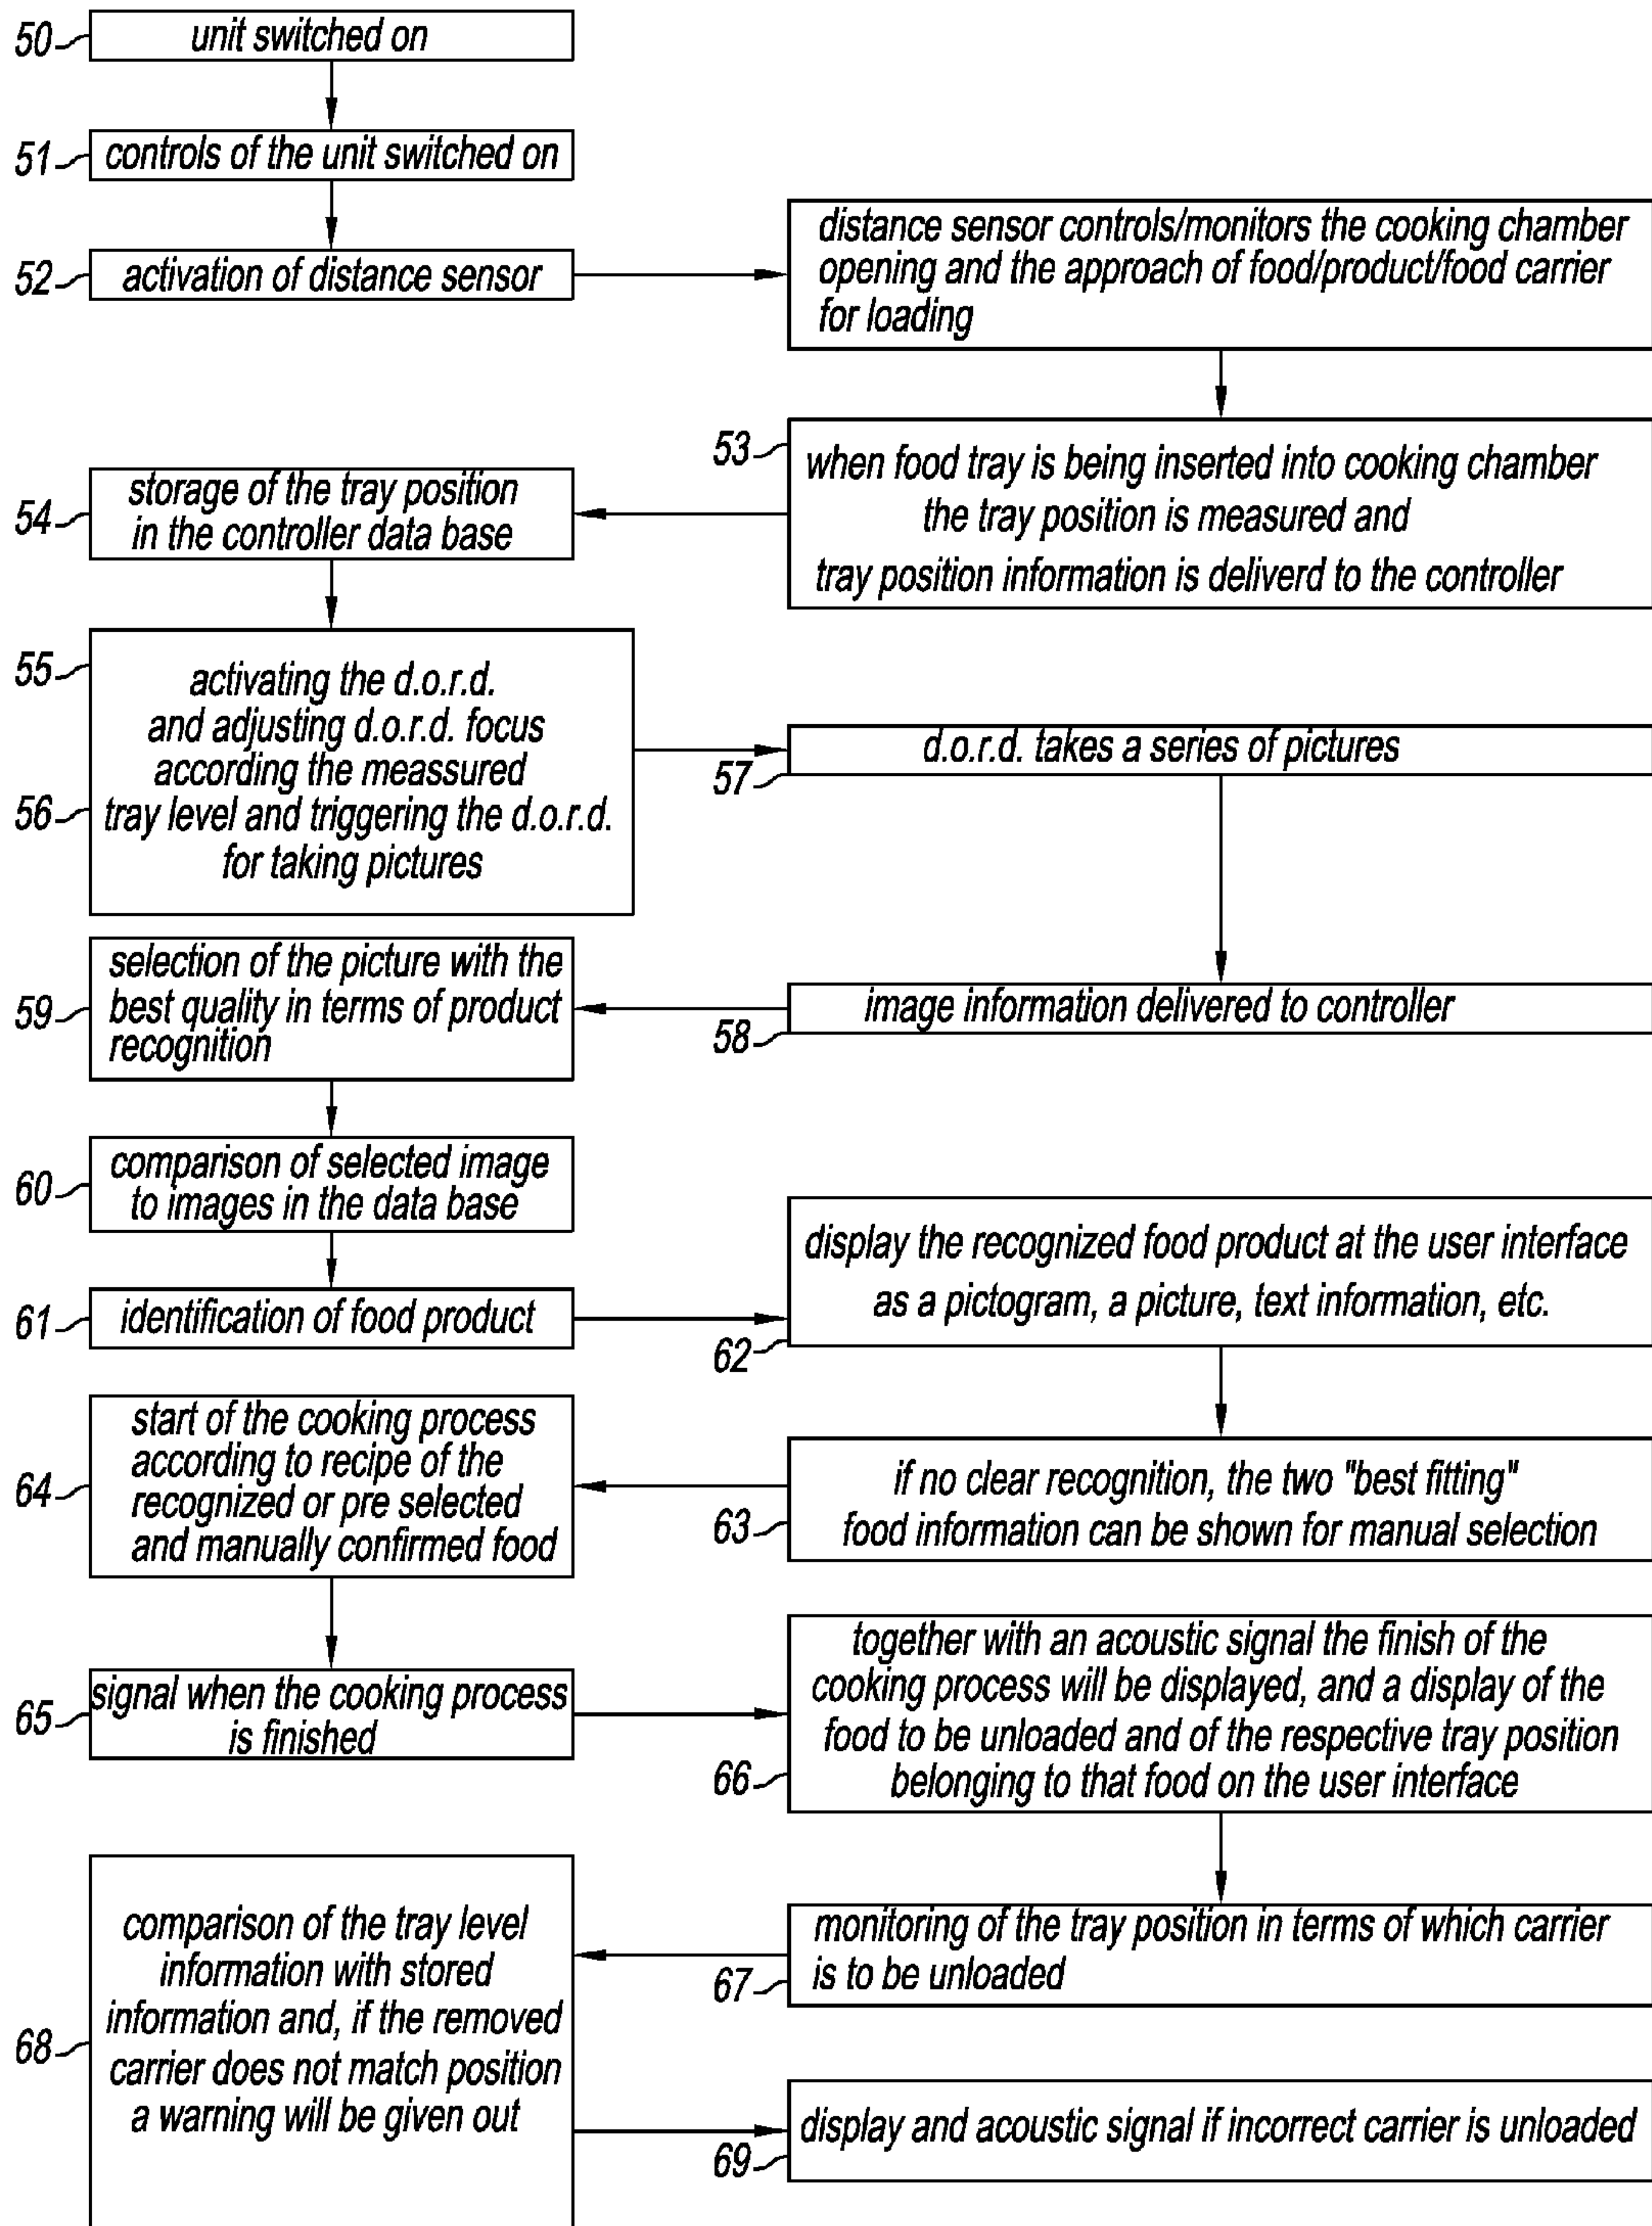 50
unit switched on
51
controls of the unit switched on
52
activation of distance sensor
distance sensor controls/monitors the cooking chamber
opening and the approach of food/product/food carrier
for loading
53
when food tray is being inserted into cooking chamber
the tray position is measured and
tray position information is deliverd to the controller
54
storage of the tray position
in the controller data base
55
activating the d.o.r.d.
and adjusting d.o.r.d. focus
according the meassured
56
tray level and triggering the d.o.r.d.
for taking pictures
d.o.r.d. takes a series of pictures
57
image information delivered to controller
58
59
selection of the picture with the
best quality in terms of product
recognition
60
comparison of selected image
to images in the data base
61
identification of food product
display the recognized food product at the user interface
as a pictogram, a picture, text information, etc.
62
if no clear recognition, the two "best fitting"
63
food information can be shown for manual selection
64
start of the cooking process
according to recipe of the
recognized or pre selected
and manually confirmed food
65
signal when the cooking process
is finished
together with an acoustic signal the finish of the
cooking process will be displayed, and a display of the
food to be unloaded and of the respective tray position
66
belonging to that food on the user interface
monitoring of the tray position in terms of which carrier
67
is to be unloaded
68
comparison of the tray level
information with stored
information and, if the removed
carrier does not match position
a warning will be given out
display and acoustic signal if incorrect carrier is unloaded
69